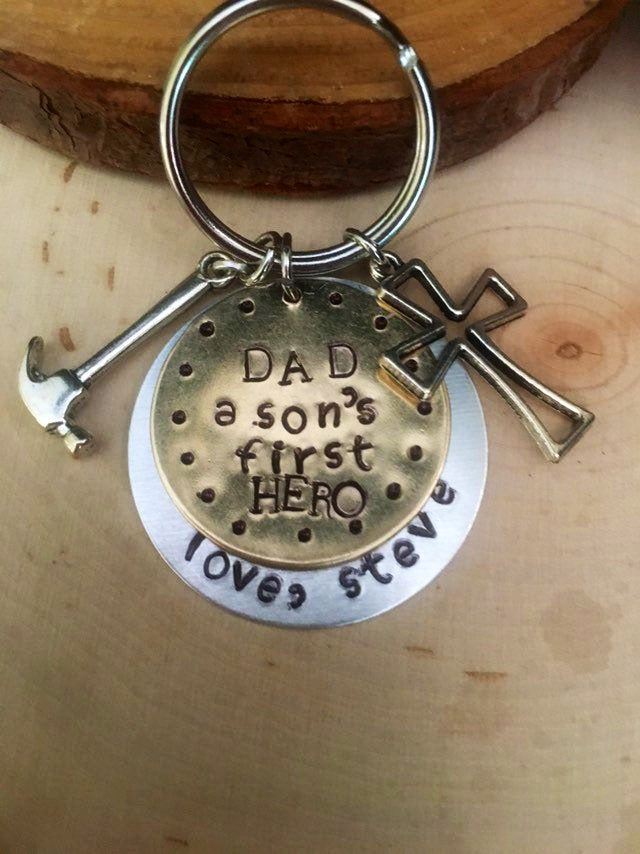 DAD
a son's
first
HERO
love, steve